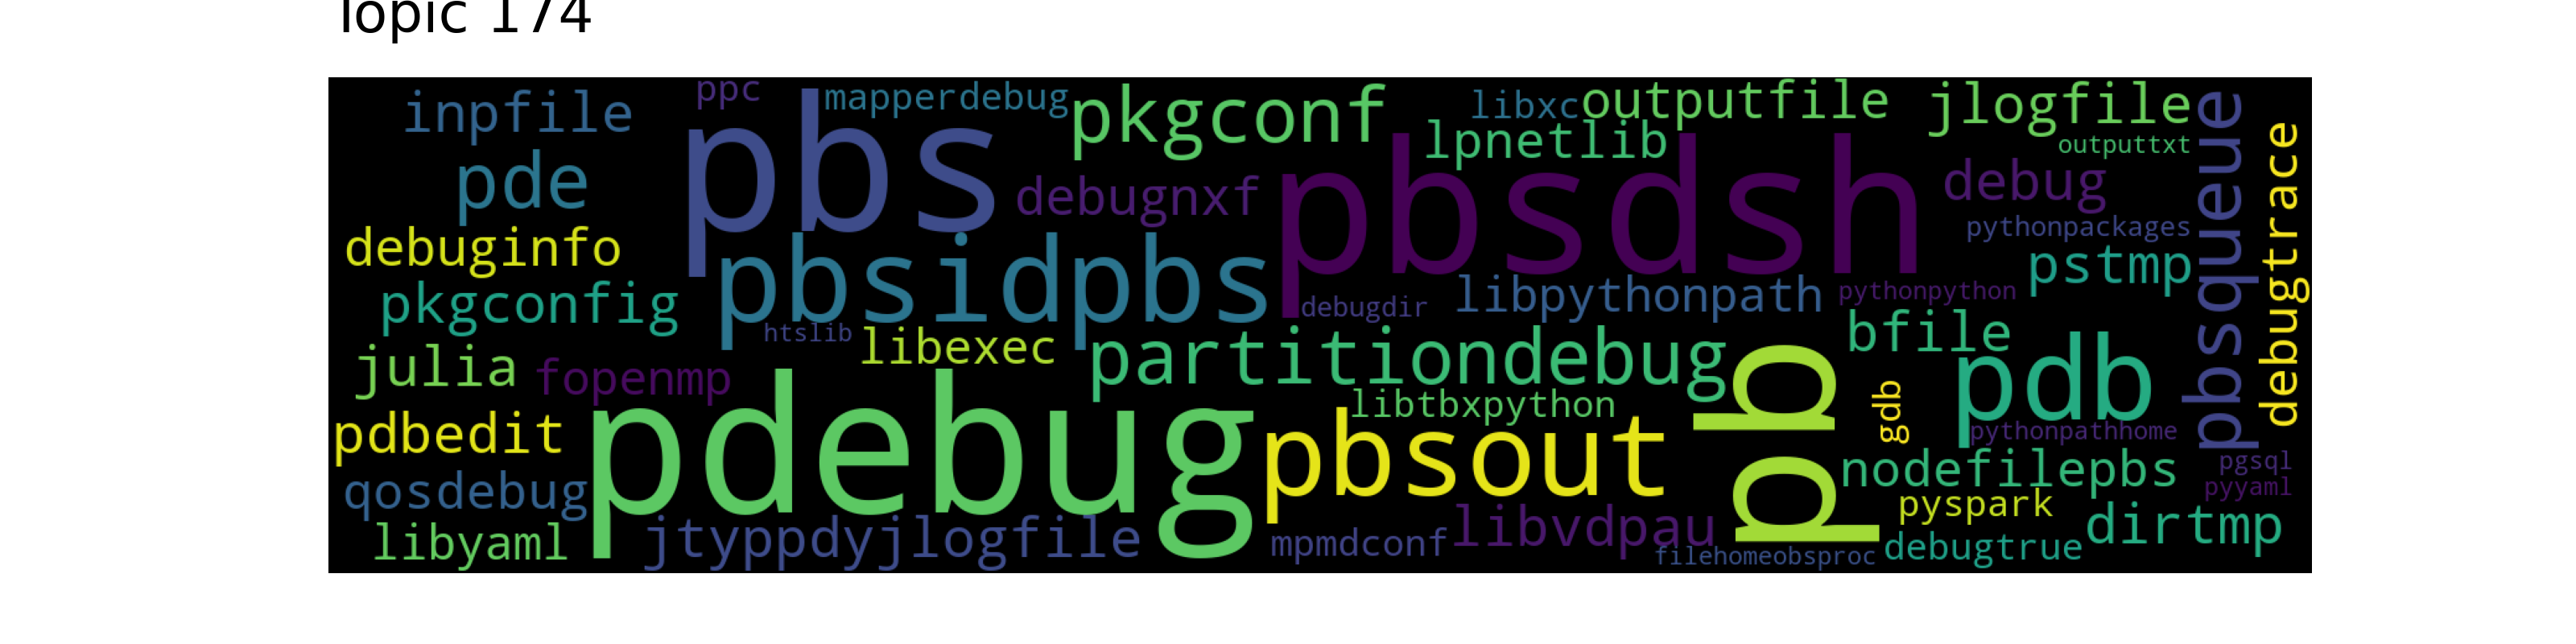 Topic 174
inpfile
ppc
mapperdebug
pkgconf
libxc
outputfile
jlogfile
pbs
lpnetlib
outputtxt
pbsqueue
debugtrace
pde
debugnxf
pbsdsh
debug
pythonpackages
debuginfo
pbsidpbs
pstmp
pkgconfig
debugdir
libpythonpath
pythonpython
htslib
libexec
partitiondebug
bfile
julia
fopenmp
pdb
pdebug
libtbxpython
pb
gdb
pdbedit
pbsout
pythonpathhome
qosdebug
nodefilepbs
pgsql
pyyaml
pyspark
libyaml
jtyppdyjlogfile
mpmdconf
libvdpau
filehomeobsproc
debugtrue
dirtmp